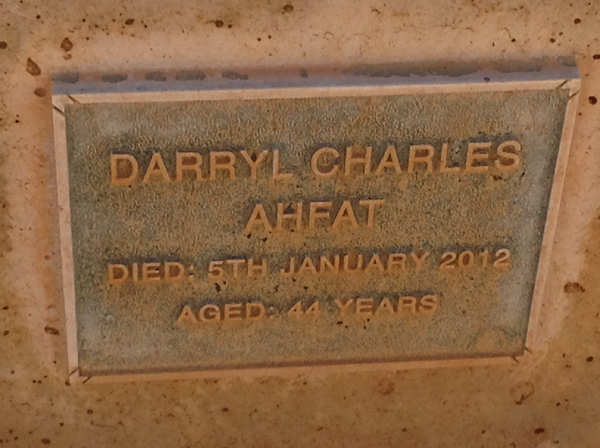 DARRYL CHARLES
AHFAT
DIED: 5TH JANUARY 2012
AGED: 44 YEARS